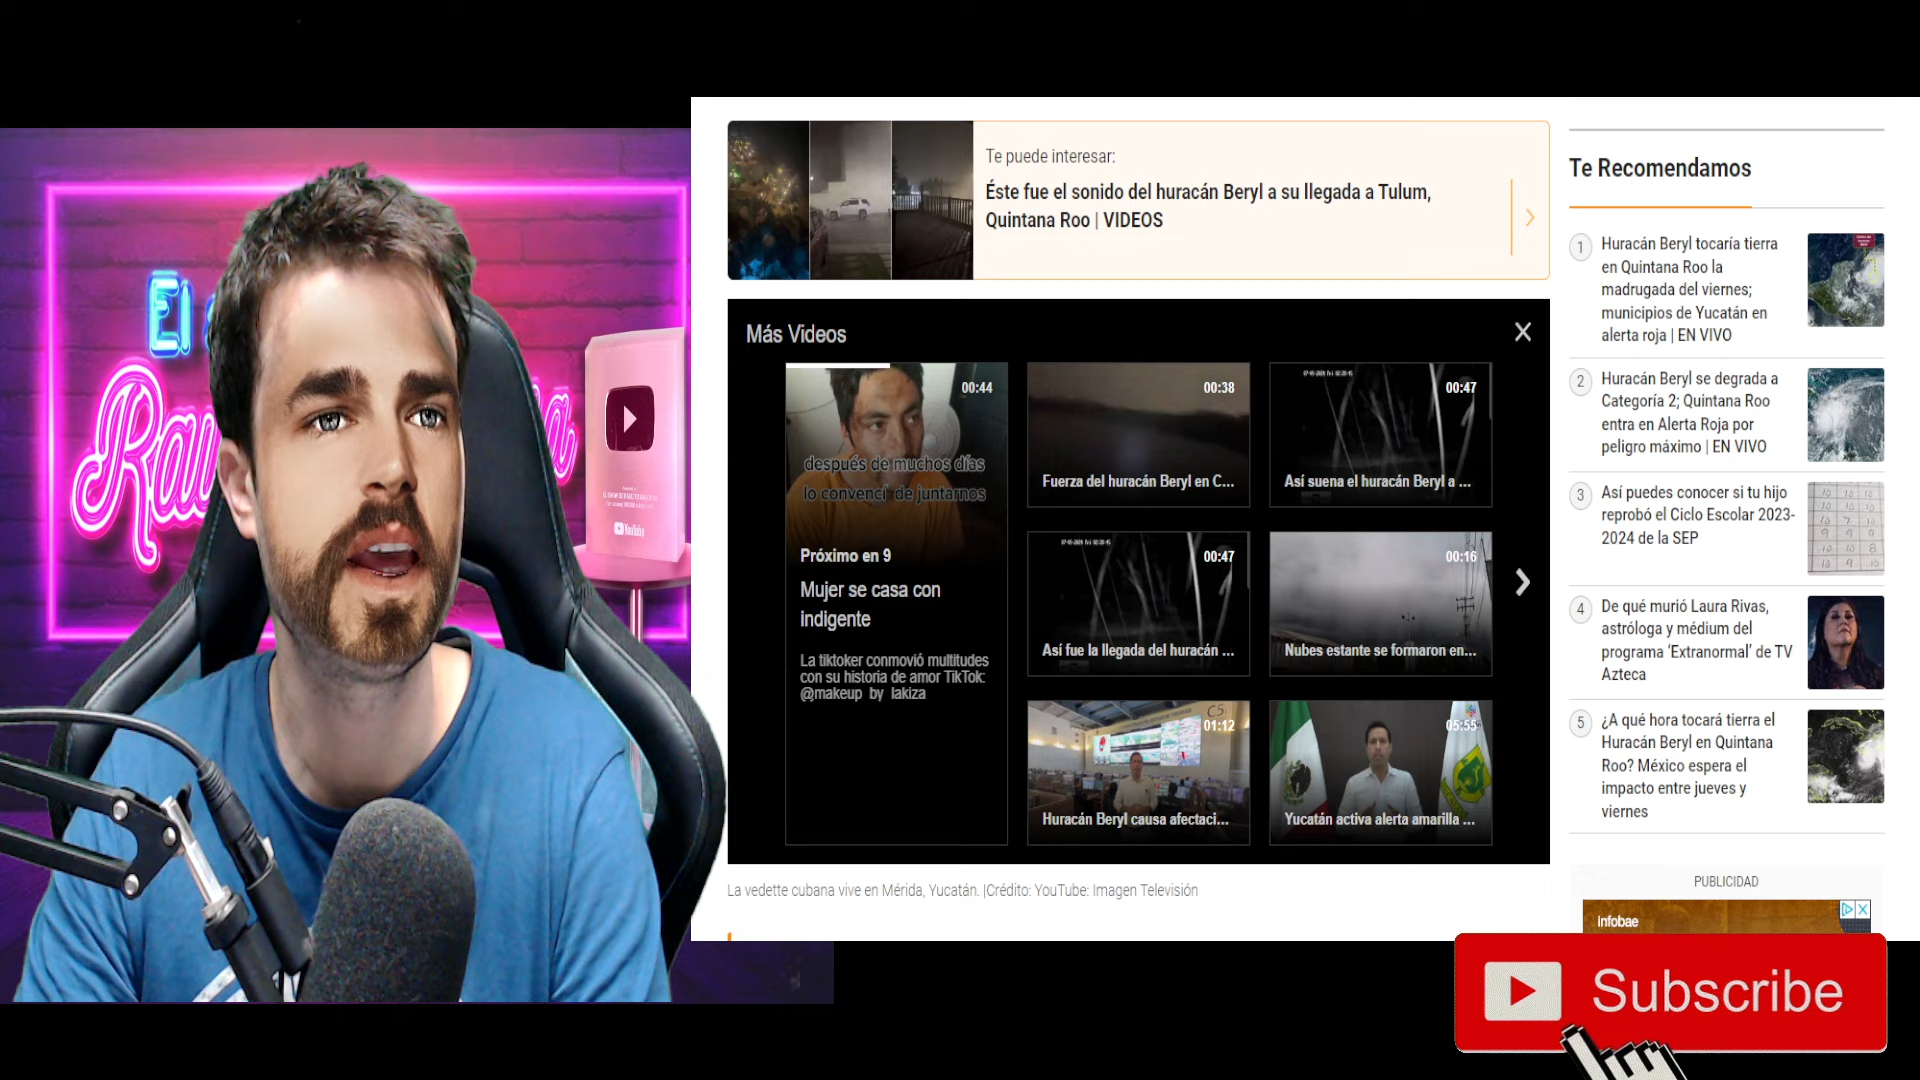 El
Rau
a
YouTube
Te puede interesar:
Éste fue el sonido del huracán Beryl a su llegada a Tulum,
Quintana Roo | VIDEOS
Más Videos
00:44
después de muchos días
lo convencí de juntarnos
Próximo en 9
Mujer se casa con
indigente
La tiktoker conmovió multitudes
con su historia de amor TikTok:
@makeup_by_lakiza
00:38
Fuerza del huracán Beryl en C...
00:47
Así suena el huracán Beryl a ...
00:47
Así fue la llegada del huracán ...
00:16
Nubes estante se formaron en...
C5
01:12
Huracán Beryl causa afectaci...
05:55
Yucatán activa alerta amarilla ...
La vedette cubana vive en Mérida, Yucatán. |Crédito: YouTube: Imagen Televisión
Te Recomendamos
1
Huracán Beryl tocaría tierra
en Quintana Roo la
madrugada del viernes;
municipios de Yucatán en
alerta roja | EN VIVO
2
Huracán Beryl se degrada a
Categoría 2; Quintana Roo
entra en Alerta Roja por
peligro máximo | EN VIVO
3
Así puedes conocer si tu hijo
reprobó el Ciclo Escolar 2023-
2024 de la SEP
4
De qué murió Laura Rivas,
astróloga y médium del
programa ‘Extranormal’ de TV
Azteca
5
¿A qué hora tocará tierra el
Huracán Beryl en Quintana
Roo? México espera el
impacto entre jueves y
viernes
PUBLICIDAD
infobae
Subscribe